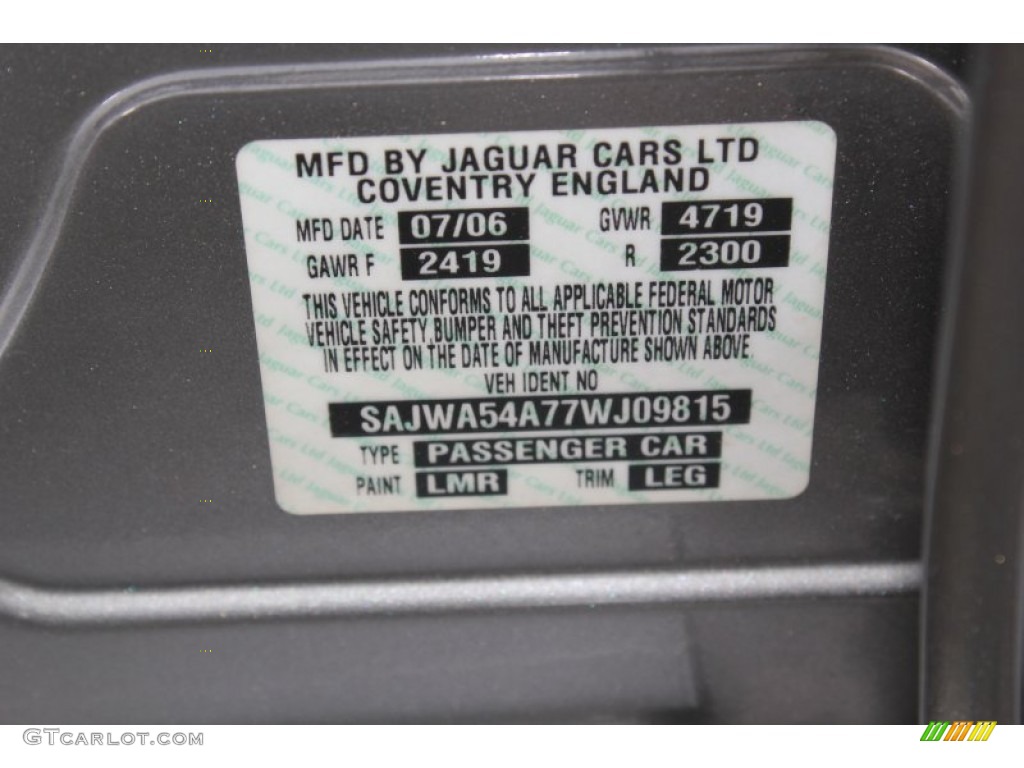 MFD BY JAGUAR CARS LTD
COVENTRY ENGLAND
MFD DATE 07/06 GVWR 4719
GAWR F 2419 R 2300
THIS VEHICLE CONFORMS TO ALL APPLICABLE FEDERAL MOTOR
VEHICLE SAFETY, BUMPER AND THEFT PREVENTION STANDARDS
IN EFFECT ON THE DATE OF MANUFACTURE SHOWN ABOVE.
VEH IDENT NO
SAJWA54A77WJ09815
TYPE PASSENGER CAR
PAINT LMR TRIM LEG
GTCarlot.com